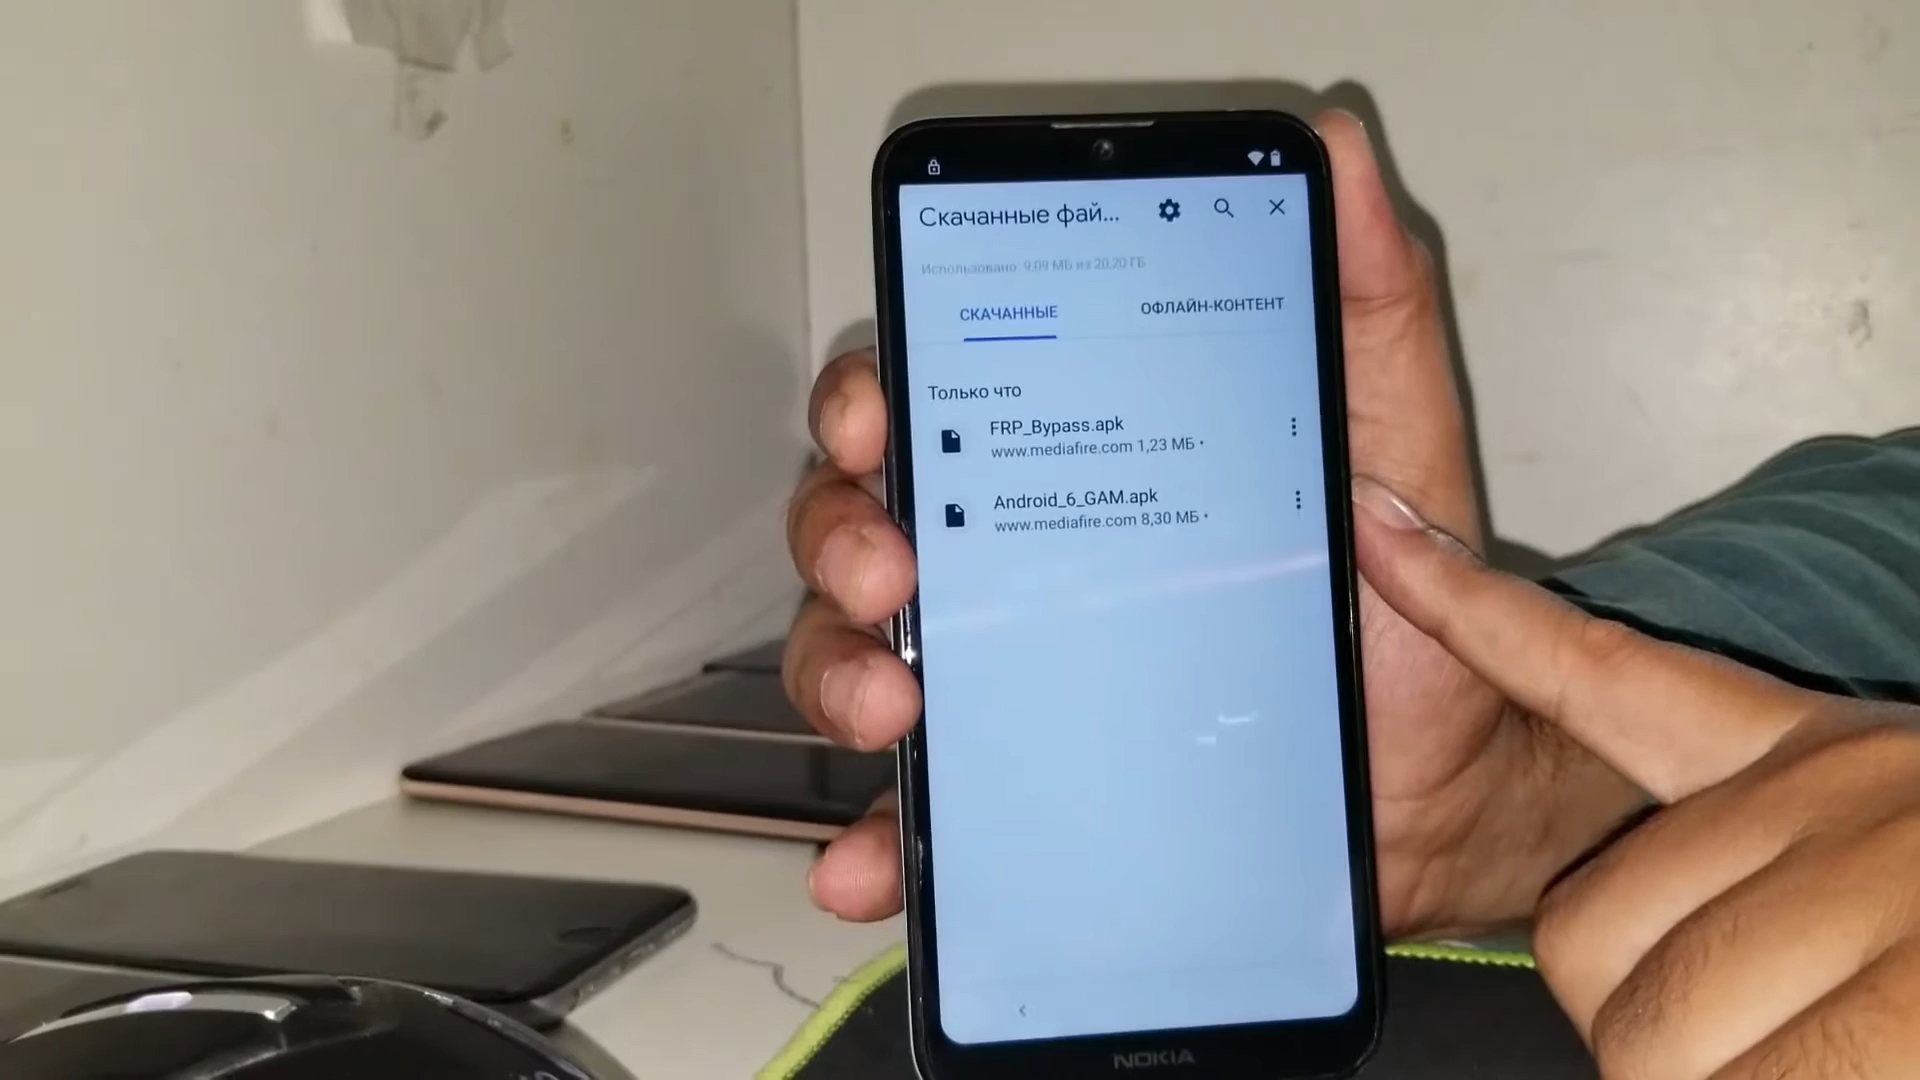 Скачанные фай...
Использовано: 9,09 МБ из 20,20 ГБ
СКАЧАННЫЕ
ОФЛАЙН-КОНТЕНТ
Только что
FRP_Bypass.apk
www.mediafire.com 1,23 МБ •
Android_6_GAM.apk
www.mediafire.com 8,30 МБ •
NOKIA